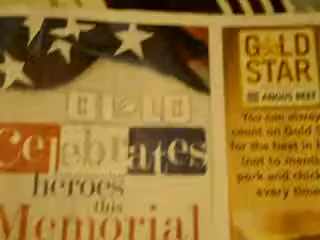 Celebrates
heroes
this
Memorial
GOLD
STAR
ANGUS BEEF
You can always
count on Gold S
for the best in
(not to mention
pork and chick
every time